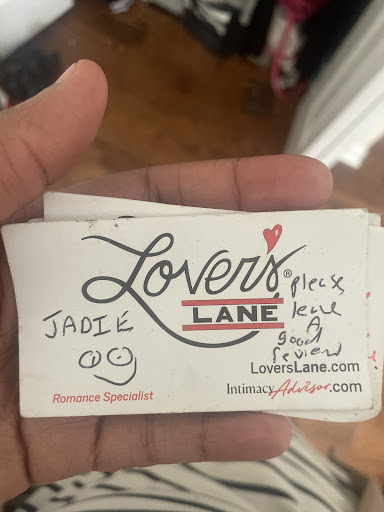 Lover's®
LANE
JADIE
please,
leave
A
good
review
LoversLane.com
Romance Specialist
IntimacyAdvisor.com